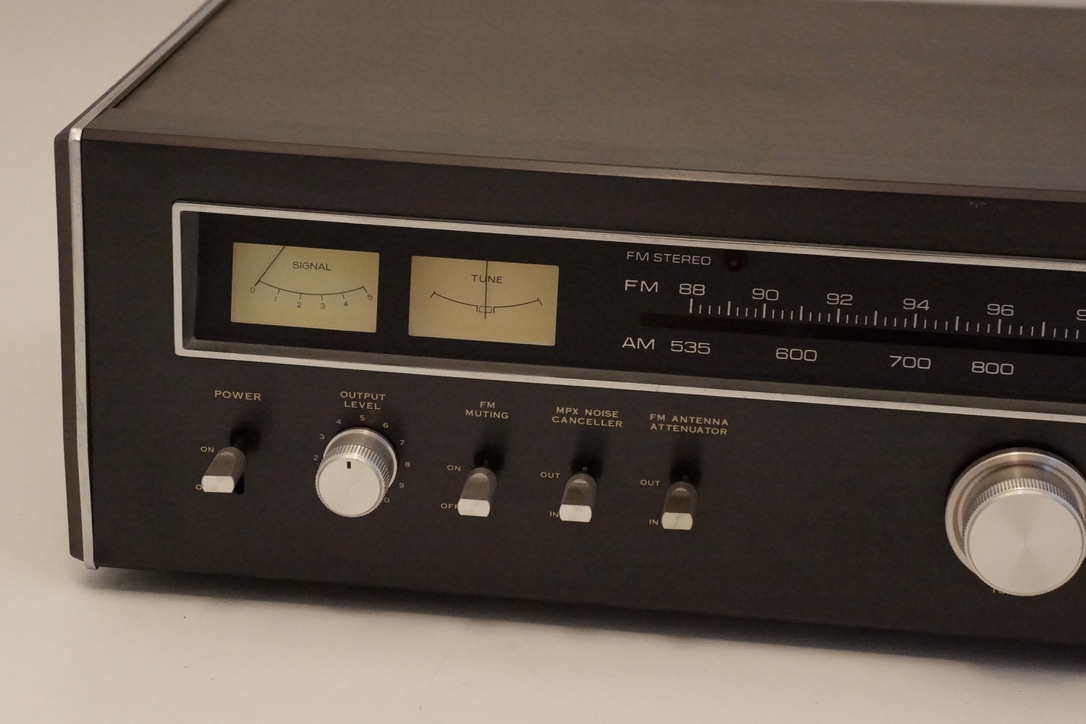 SIGNAL
0 1 2 3 4 5
TUNE
FM STEREO
FM 88 90 92 94 96
AM 535 600 700 800
POWER
ON
OUTPUT
LEVEL
2 3 4 5 6 7 8 9
FM
MUTING
ON
OFF
MPX NOISE
CANCELLER
OUT
IN
FM ANTENNA
ATTENUATOR
OUT
IN